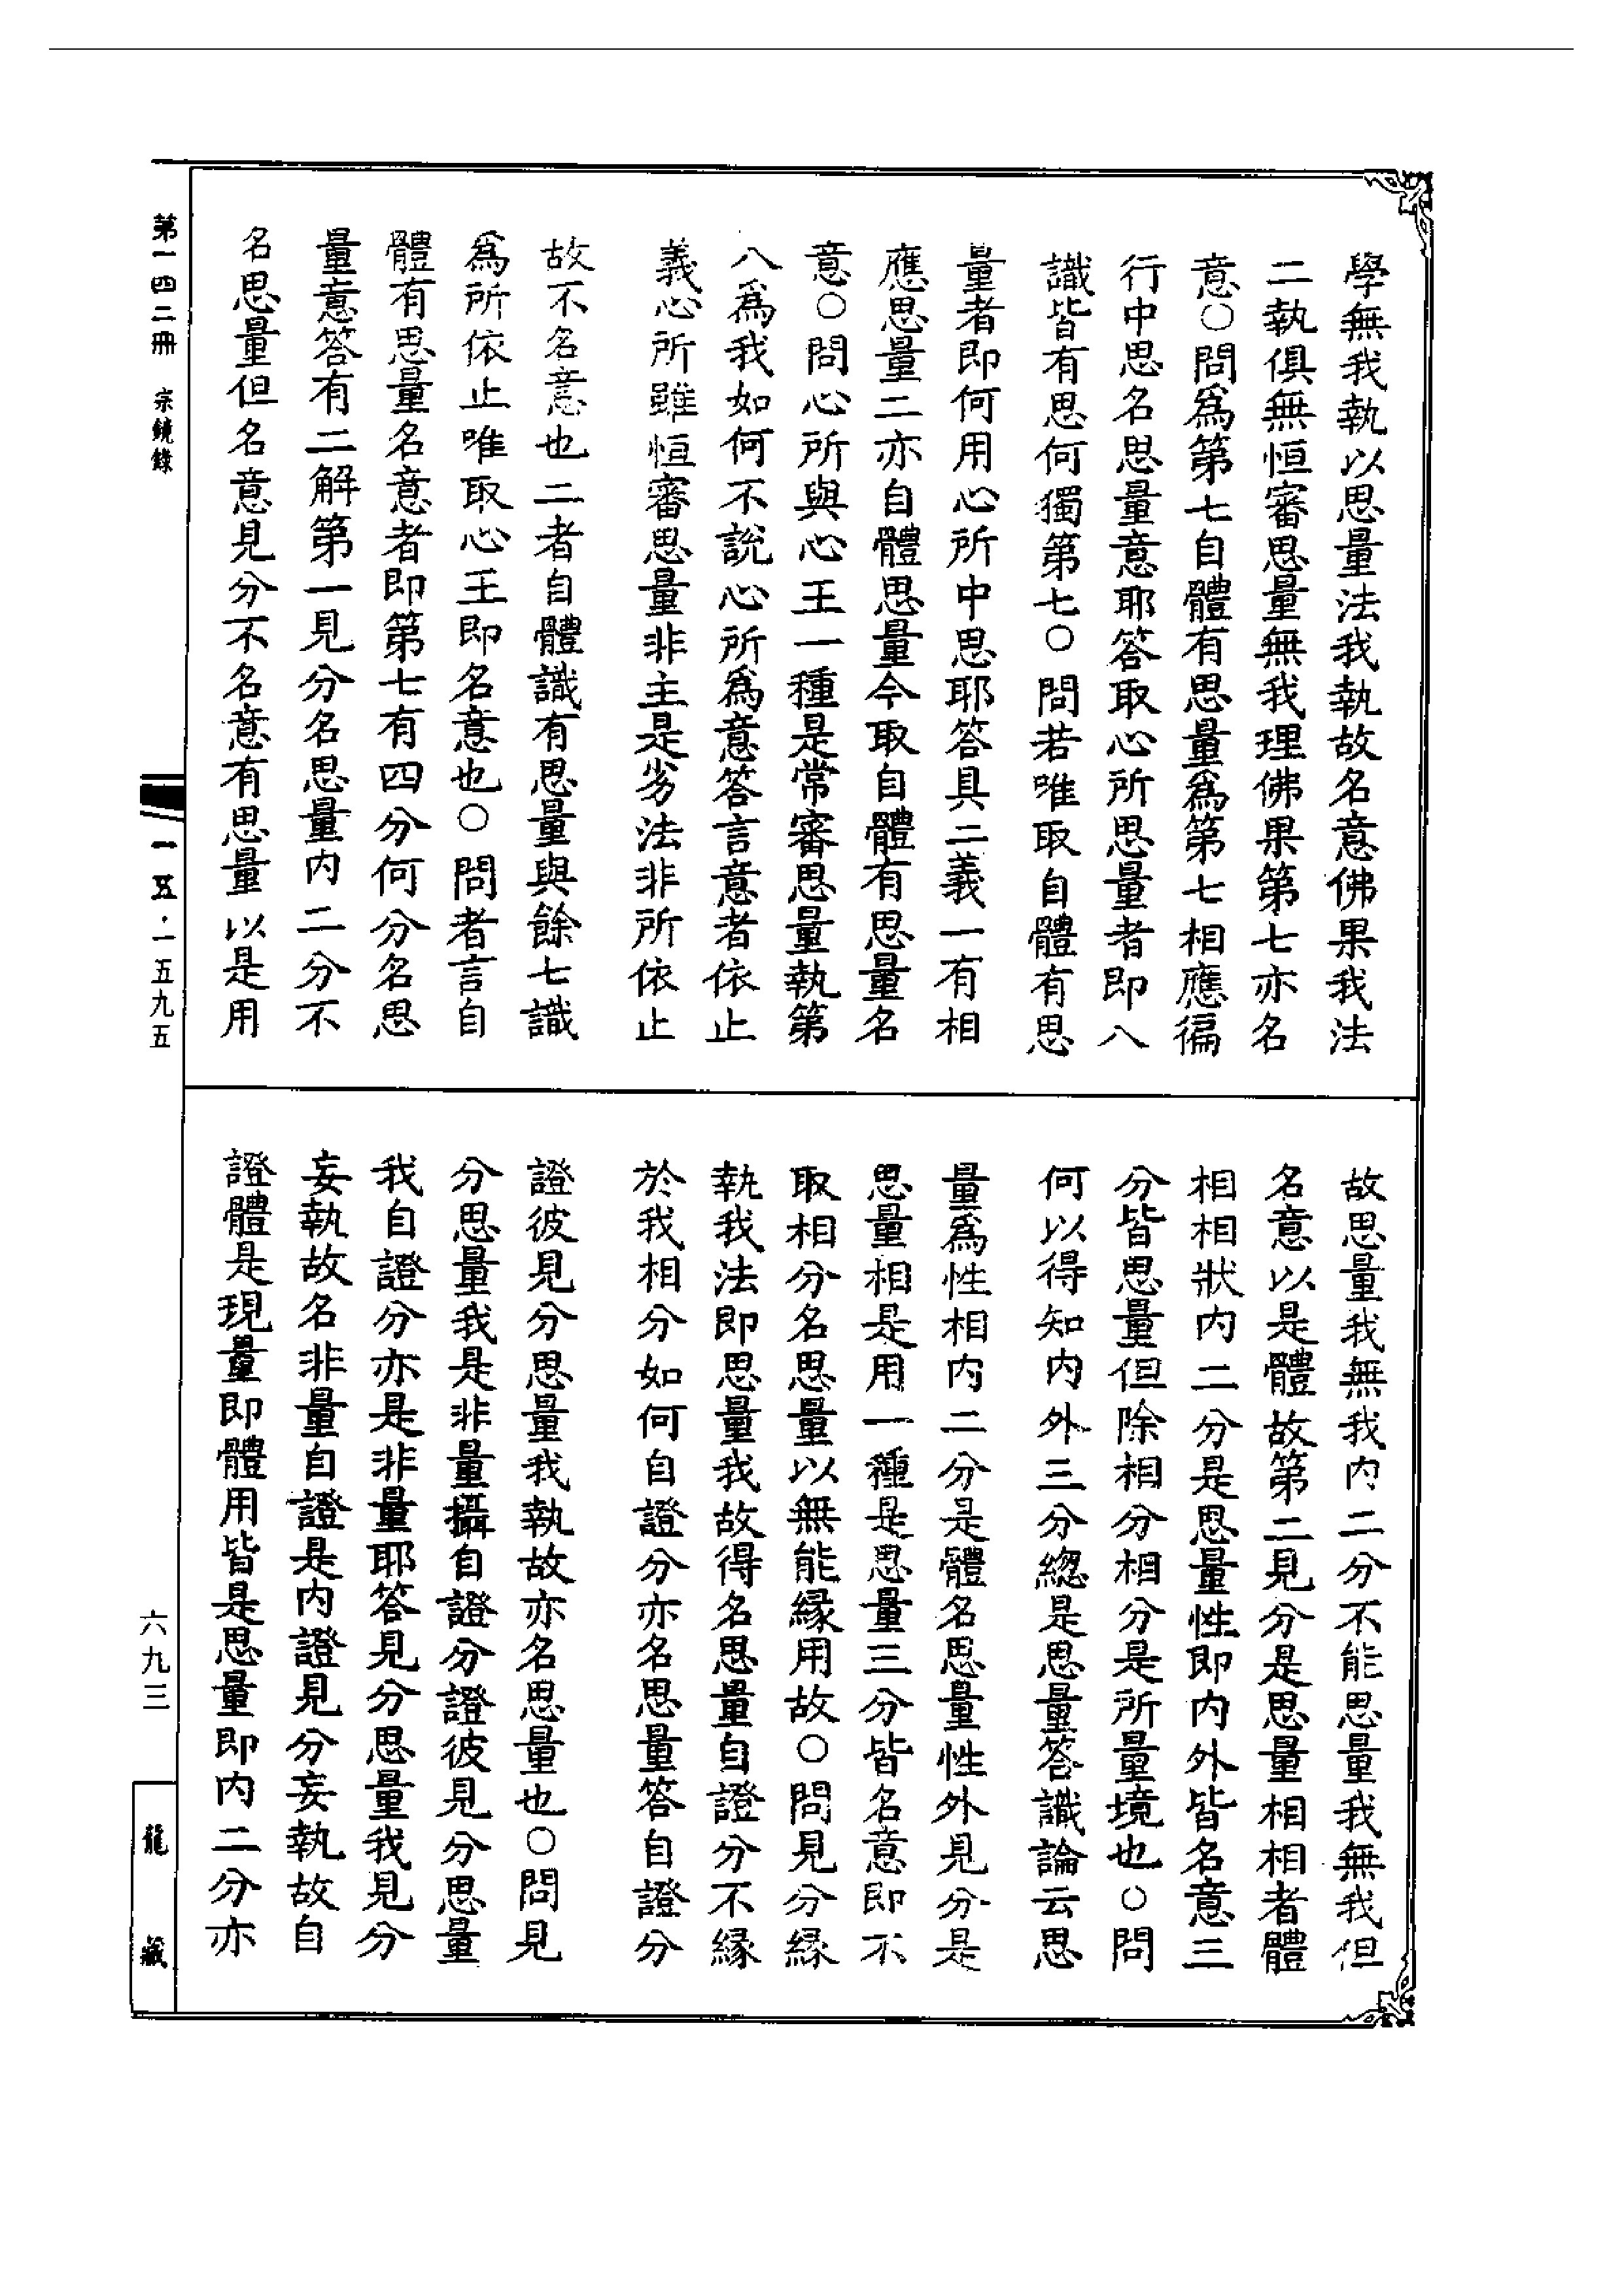 學無我執以思量法我執故名意佛果我法
二執俱無恒審思量無我理佛果第七亦名
意○問爲第七自體有思量爲第七相應徧
行中思名思量意耶答取心所思量者即八
識皆有思何獨第七○問若唯取自體有思
量者即何用心所中思耶答具二義一有相
應思量二亦自體思量今取自體有思量名
意○問心所與心王一種是常審思量執第
八爲我如何不說心所爲意答言意者依止
義心所雖恒審思量非主是劣法非所依止
故不名意也二者自體識有思量與餘七識
爲所依止唯取心王即名意也○問者言自
體有思量名意者即第七有四分何分名思
量意答有二解第一見分名思量內二分不
名思量但名意見分不名意有思量以是用
故思量我無我內二分不能思量我無我但
名意以是體故第二見分是思量相相者體
相相狀內二分是思量性即內外皆名意三
分皆思量但除相分相分是所量境也○問
何以得知內外三分總是思量答識論云思
量爲性相內二分是體名思量性外見分是
思量相是用一種是思量三分皆名意即不
取相分名思量以無能緣用故○問見分緣
執我法即思量我故得名思量自證分不緣
於我相分如何自證分亦名思量答自證分
證彼見分思量我執故亦名思量也○問見
分思量我是非量攝自證分證彼見分思量
我自證分亦是非量耶答見分思量我見分
妄執故名非量自證是內證見分妄執故自
證體是現量即體用皆是思量即內二分亦
第一四二冊 宗鏡錄
一五·一五九五
六九三
龍藏